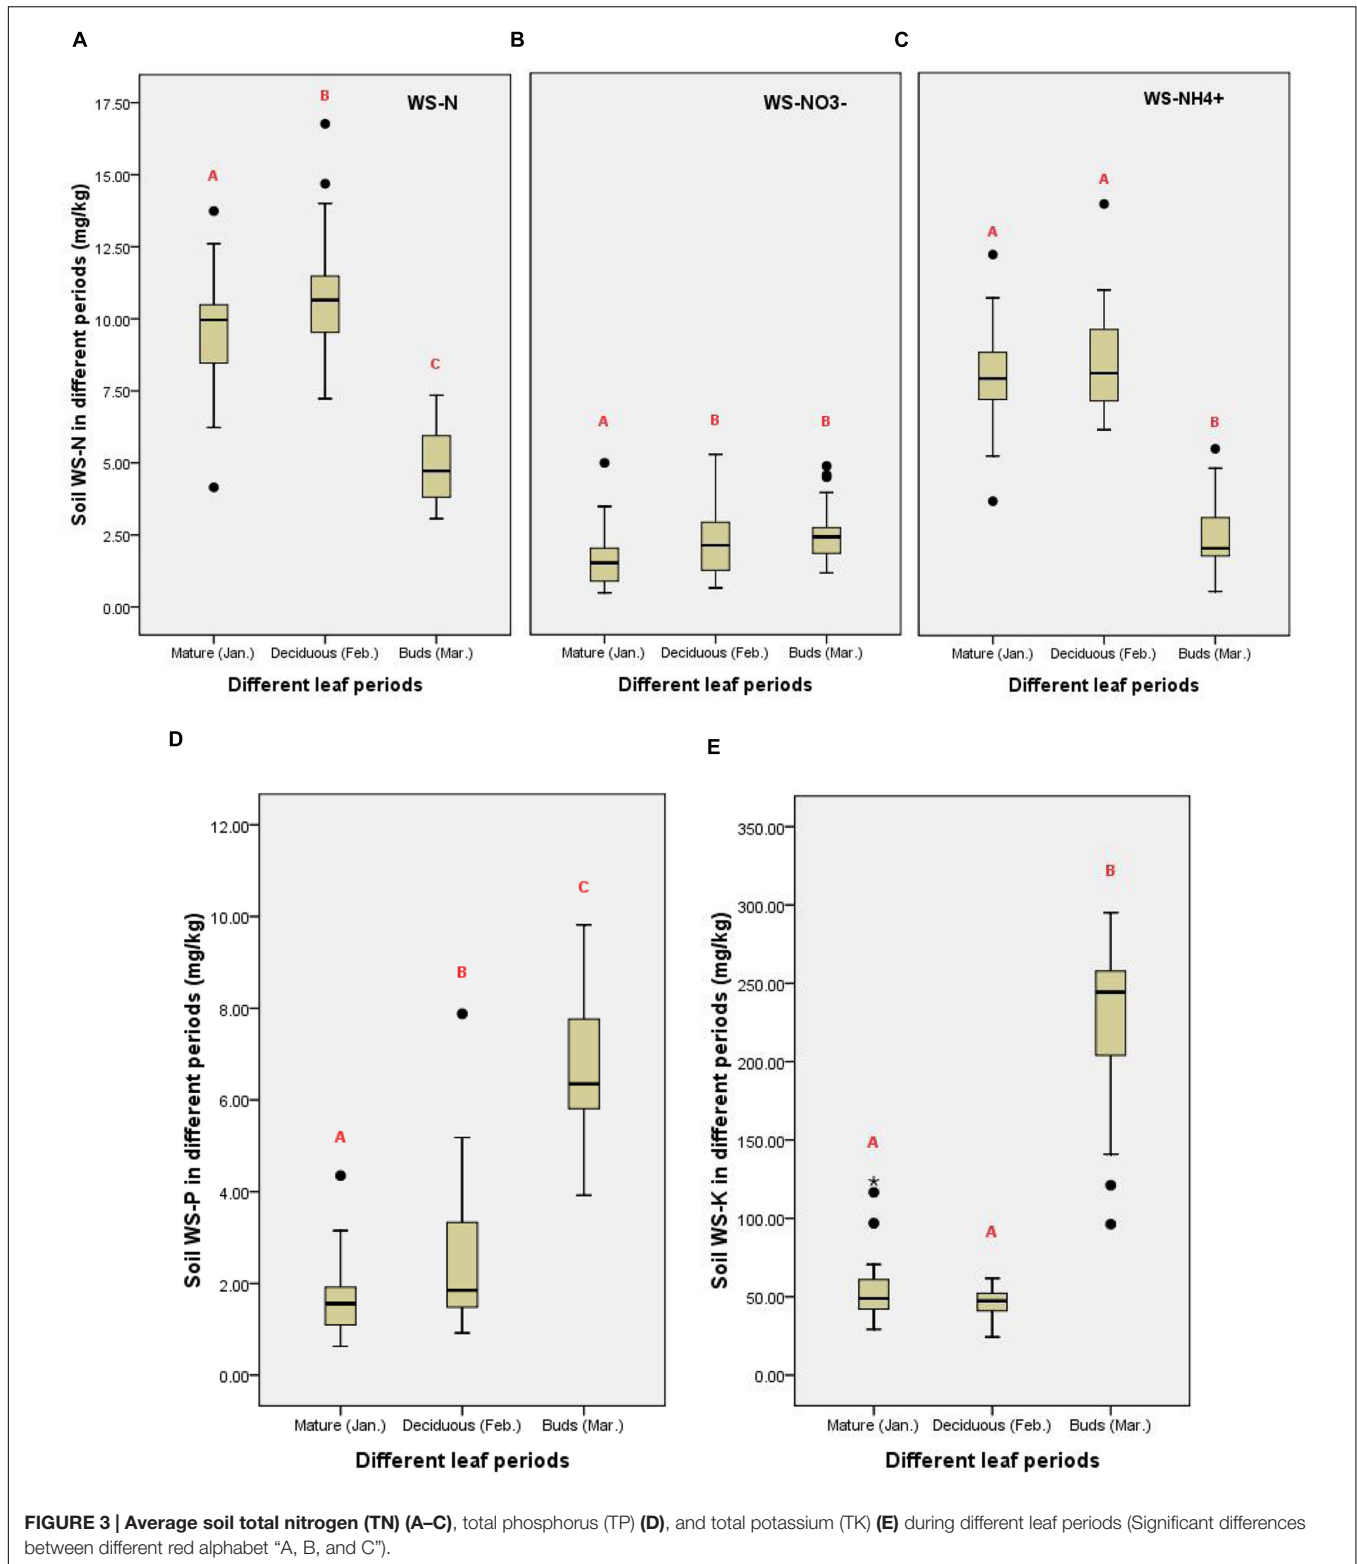 A
B
C
17.50
15.00
12.50
10.00
7.50
5.00
2.50
0.00
Soil WS-N in different periods (mg/kg)
WS-N
A
B
C
Mature (Jan.) Deciduous (Feb.) Buds (Mar.)
Different leaf periods
WS-NO3-
A
B
B
Mature (Jan.) Deciduous (Feb.) Buds (Mar.)
Different leaf periods
WS-NH4+
A
A
B
Mature (Jan.) Deciduous (Feb.) Buds (Mar.)
Different leaf periods
D
12.00
10.00
8.00
6.00
4.00
2.00
0.00
Soil WS-P in different periods (mg/kg)
A
B
C
Mature (Jan.) Deciduous (Feb.) Buds (Mar.)
Different leaf periods
E
350.00
300.00
250.00
200.00
150.00
100.00
50.00
0.00
Soil WS-K in different periods (mg/kg)
A
A
B
Mature (Jan.) Deciduous (Feb.) Buds (Mar.)
Different leaf periods
FIGURE 3 | Average soil total nitrogen (TN) (A–C), total phosphorus (TP) (D), and total potassium (TK) (E) during different leaf periods (Significant differences
between different red alphabet “A, B, and C”).